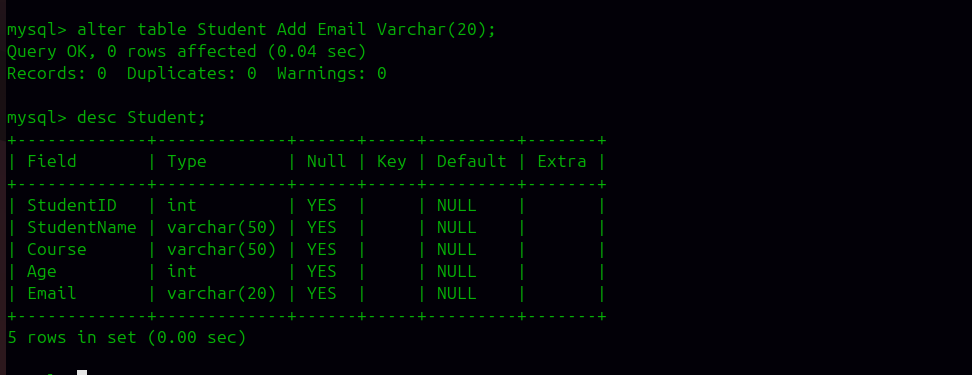 mysql> alter table Student Add Email Varchar(20);
Query OK, 0 rows affected (0.04 sec)
Records: 0  Duplicates: 0  Warnings: 0

mysql> desc Student;
+-------------+-------------+------+-----+---------+-------+
| Field       | Type        | Null | Key | Default | Extra |
+-------------+-------------+------+-----+---------+-------+
| StudentID   | int         | YES  |     | NULL    |       |
| StudentName | varchar(50) | YES  |     | NULL    |       |
| Course      | varchar(50) | YES  |     | NULL    |       |
| Age         | int         | YES  |     | NULL    |       |
| Email       | varchar(20) | YES  |     | NULL    |       |
+-------------+-------------+------+-----+---------+-------+
5 rows in set (0.00 sec)